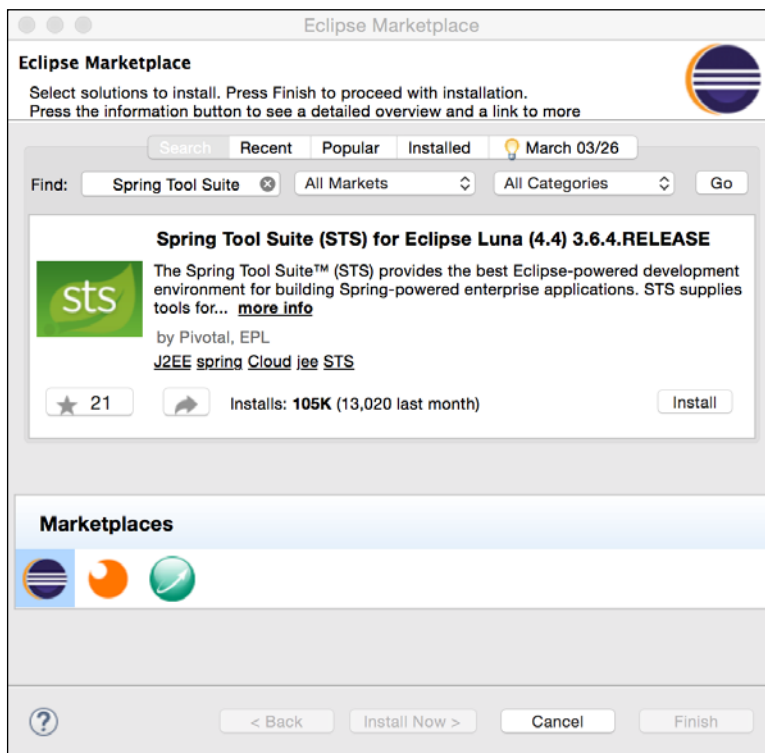 Eclipse Marketplace
Eclipse Marketplace
Select solutions to install. Press Finish to proceed with installation.
Press the information button to see a detailed overview and a link to more
Search Recent Popular Installed March 03/26
Find: Spring Tool Suite All Markets All Categories Go
Spring Tool Suite (STS) for Eclipse Luna (4.4) 3.6.4.RELEASE
sts
The Spring Tool Suite™ (STS) provides the best Eclipse-powered development
environment for building Spring-powered enterprise applications. STS supplies
tools for... more info
by Pivotal, EPL
J2EE spring Cloud jee STS
21 Installs: 105K (13,020 last month) Install
Marketplaces
? < Back Install Now > Cancel Finish